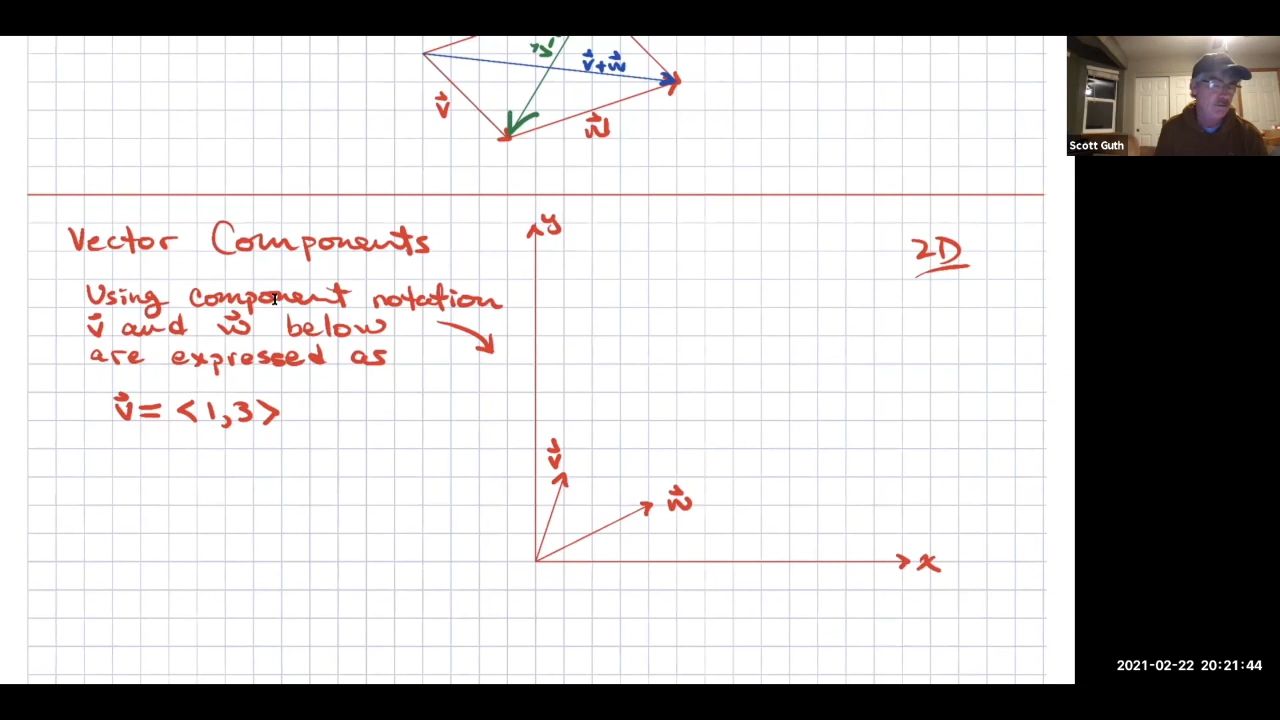 v⃗+w⃗
v⃗
w⃗
Scott Guth
Vector Components
y
2D
Using component notation
v⃗ and w⃗ below
are expressed as
v⃗ = <1,3>
v⃗
w⃗
x
2021-02-22 20:21:44